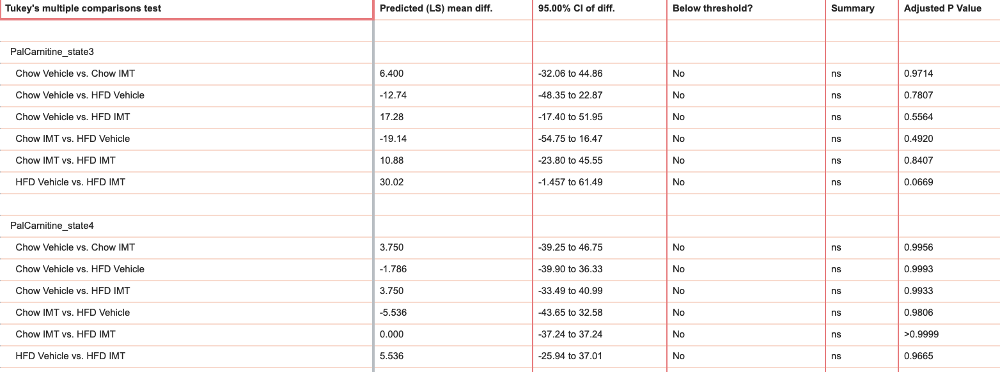 Tukey's multiple comparisons test Predicted (LS) mean diff. 95.00% CI of diff. Below threshold? Summary Adjusted P Value
PalCarnitine_state3
Chow Vehicle vs. Chow IMT 6.400 -32.06 to 44.86 No ns 0.9714
Chow Vehicle vs. HFD Vehicle -12.74 -48.35 to 22.87 No ns 0.7807
Chow Vehicle vs. HFD IMT 17.28 -17.40 to 51.95 No ns 0.5564
Chow IMT vs. HFD Vehicle -19.14 -54.75 to 16.47 No ns 0.4920
Chow IMT vs. HFD IMT 10.88 -23.80 to 45.55 No ns 0.8407
HFD Vehicle vs. HFD IMT 30.02 -1.457 to 61.49 No ns 0.0669
PalCarnitine_state4
Chow Vehicle vs. Chow IMT 3.750 -39.25 to 46.75 No ns 0.9956
Chow Vehicle vs. HFD Vehicle -1.786 -39.90 to 36.33 No ns 0.9993
Chow Vehicle vs. HFD IMT 3.750 -33.49 to 40.99 No ns 0.9933
Chow IMT vs. HFD Vehicle -5.536 -43.65 to 32.58 No ns 0.9806
Chow IMT vs. HFD IMT 0.000 -37.24 to 37.24 No ns >0.9999
HFD Vehicle vs. HFD IMT 5.536 -25.94 to 37.01 No ns 0.9665